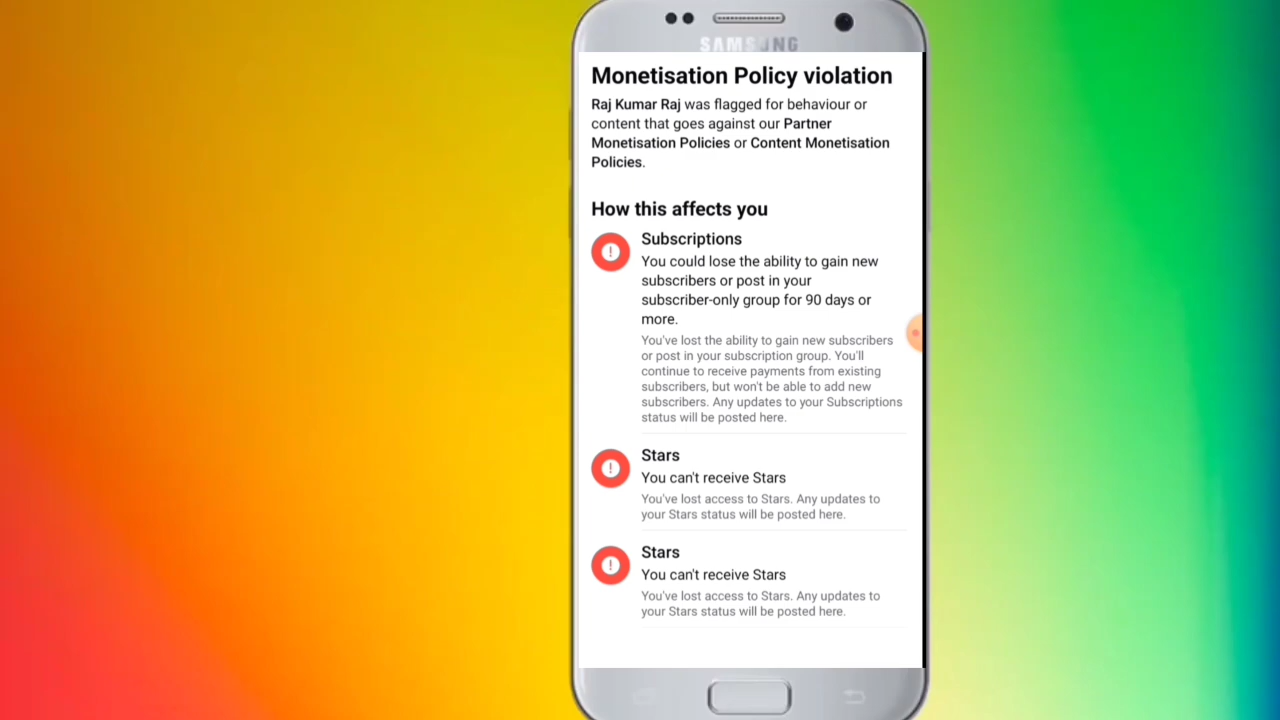 SAMSUNG
Monetisation Policy violation
Raj Kumar Raj was flagged for behaviour or
content that goes against our Partner
Monetisation Policies or Content Monetisation
Policies.
How this affects you
Subscriptions
You could lose the ability to gain new
subscribers or post in your
subscriber-only group for 90 days or
more.
You've lost the ability to gain new subscribers
or post in your subscription group. You'll
continue to receive payments from existing
subscribers, but won't be able to add new
subscribers. Any updates to your Subscriptions
status will be posted here.
Stars
You can't receive Stars
You've lost access to Stars. Any updates to
your Stars status will be posted here.
Stars
You can't receive Stars
You've lost access to Stars. Any updates to
your Stars status will be posted here.